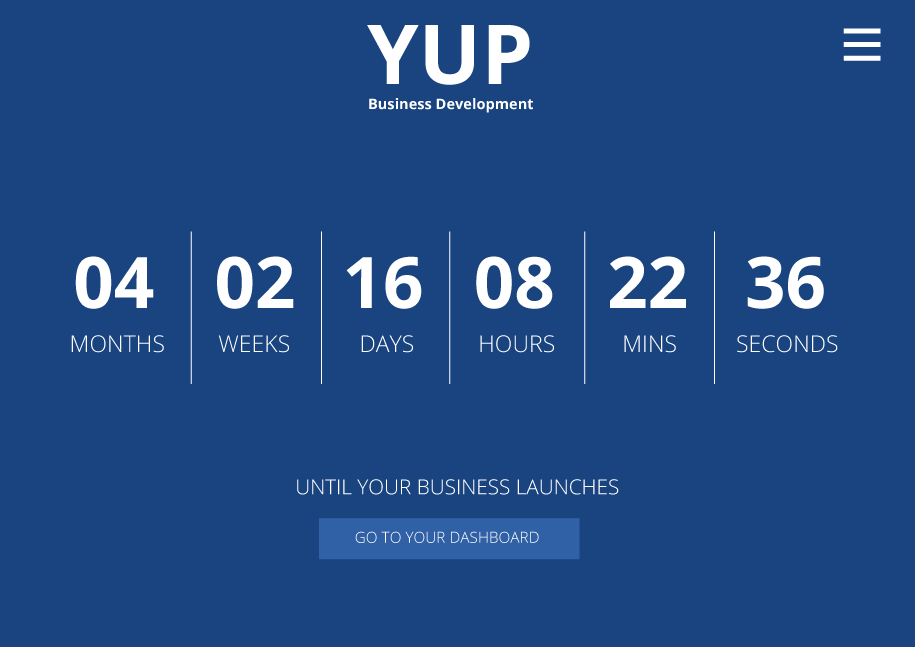 YUP
Business Development
04 02 16 08 22 36
MONTHS WEEKS DAYS HOURS MINS SECONDS
UNTIL YOUR BUSINESS LAUNCHES
GO TO YOUR DASHBOARD